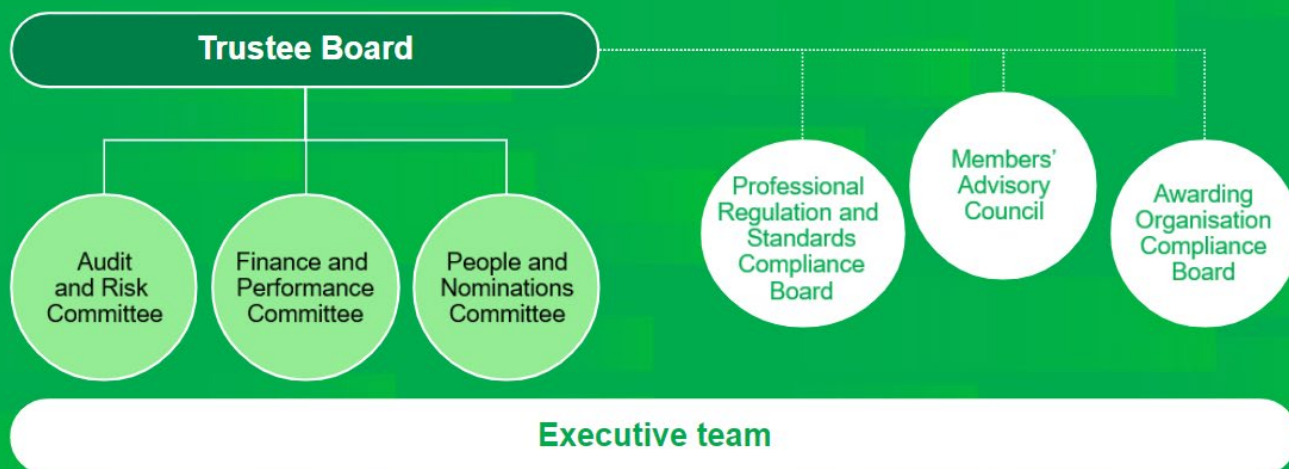 Trustee Board
Audit
and Risk
Committee
Finance and
Performance
Committee
People and
Nominations
Committee
Professional
Regulation and
Standards
Compliance
Board
Members’
Advisory
Council
Awarding
Organisation
Compliance
Board
Executive team